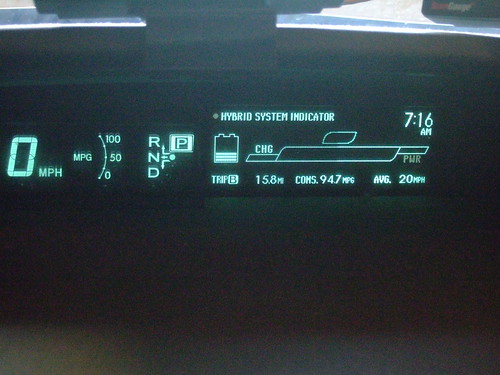 HYBRID SYSTEM INDICATOR
7:16
AM
0 MPH
MPG
100
50
0
R
N
D
P
CHG
PWR
TRIP B 15.8 MI CONS. 94.7 MPG AVG. 20 MPH